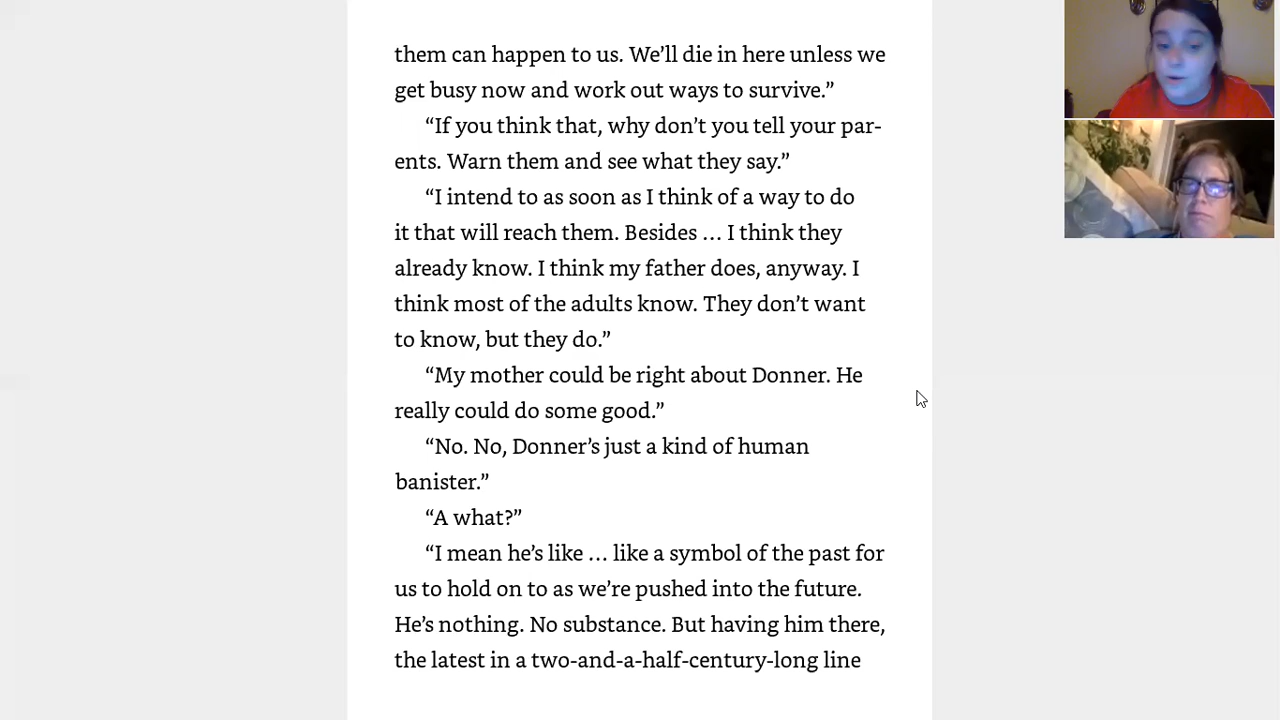 them can happen to us. We’ll die in here unless we
get busy now and work out ways to survive.”
“If you think that, why don’t you tell your par-
ents. Warn them and see what they say.”
“I intend to as soon as I think of a way to do
it that will reach them. Besides … I think they
already know. I think my father does, anyway. I
think most of the adults know. They don’t want
to know, but they do.”
“My mother could be right about Donner. He
really could do some good.”
“No. No, Donner’s just a kind of human
banister.”
“A what?”
“I mean he’s like … like a symbol of the past for
us to hold on to as we’re pushed into the future.
He’s nothing. No substance. But having him there,
the latest in a two-and-a-half-century-long line